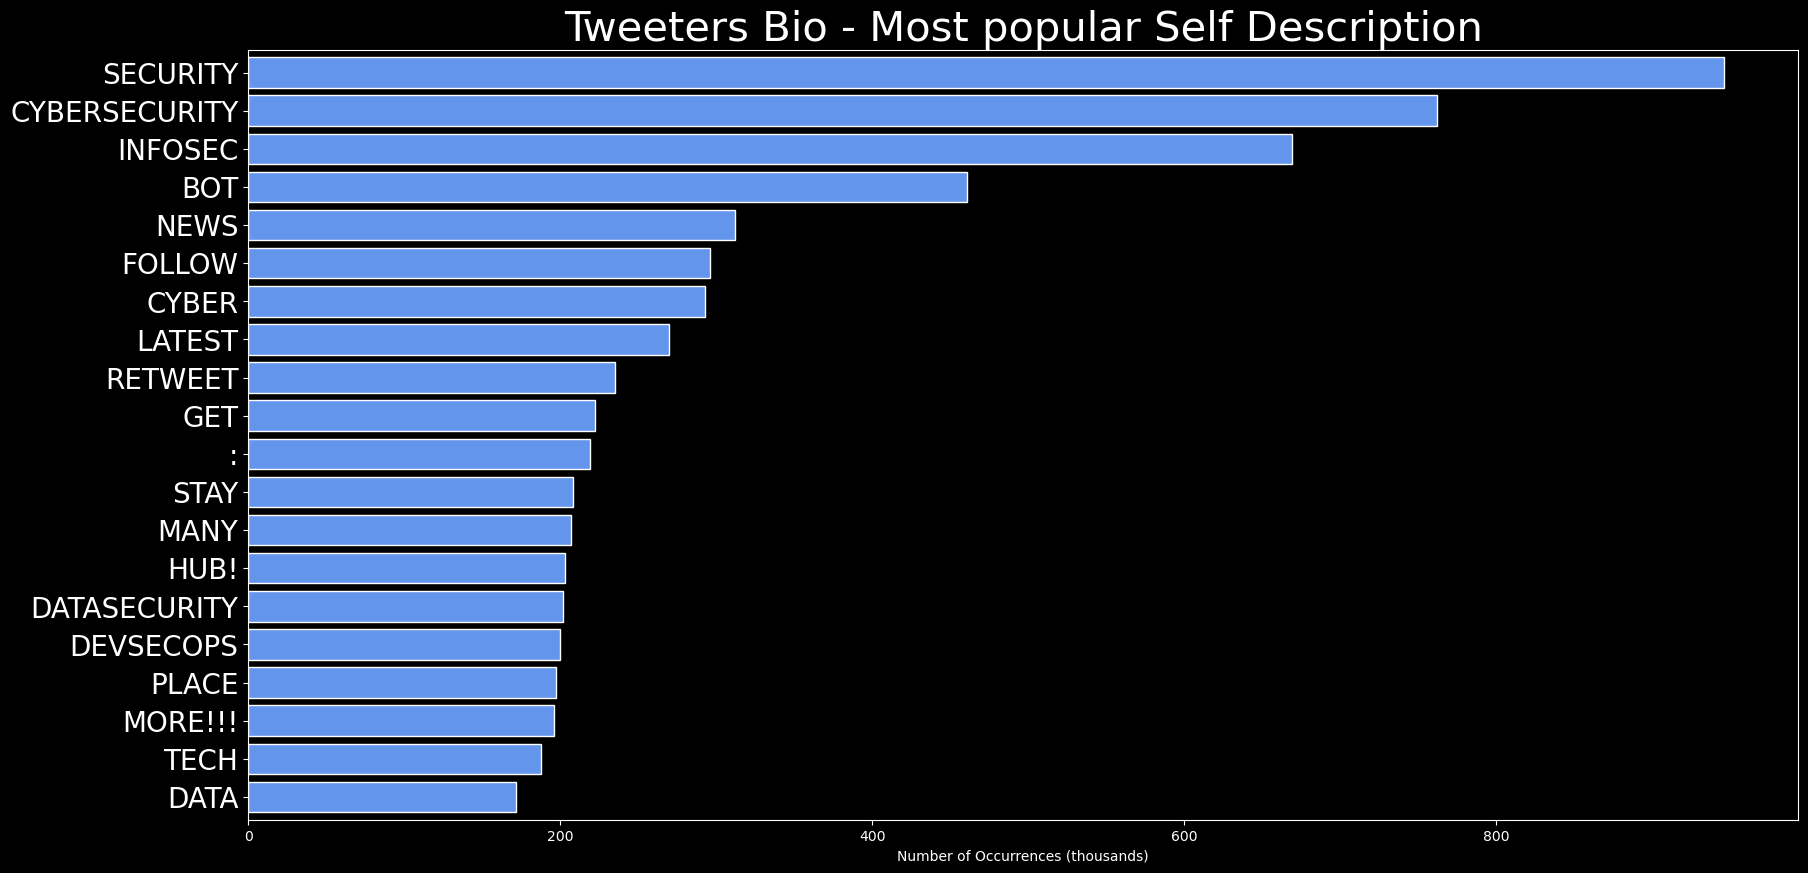 Tweeters Bio - Most popular Self Description
SECURITY
CYBERSECURITY
INFOSEC
BOT
NEWS
FOLLOW
CYBER
LATEST
RETWEET
GET
:
STAY
MANY
HUB!
DATASECURITY
DEVSECOPS
PLACE
MORE!!!
TECH
DATA
0 200 400 600 800
Number of Occurrences (thousands)